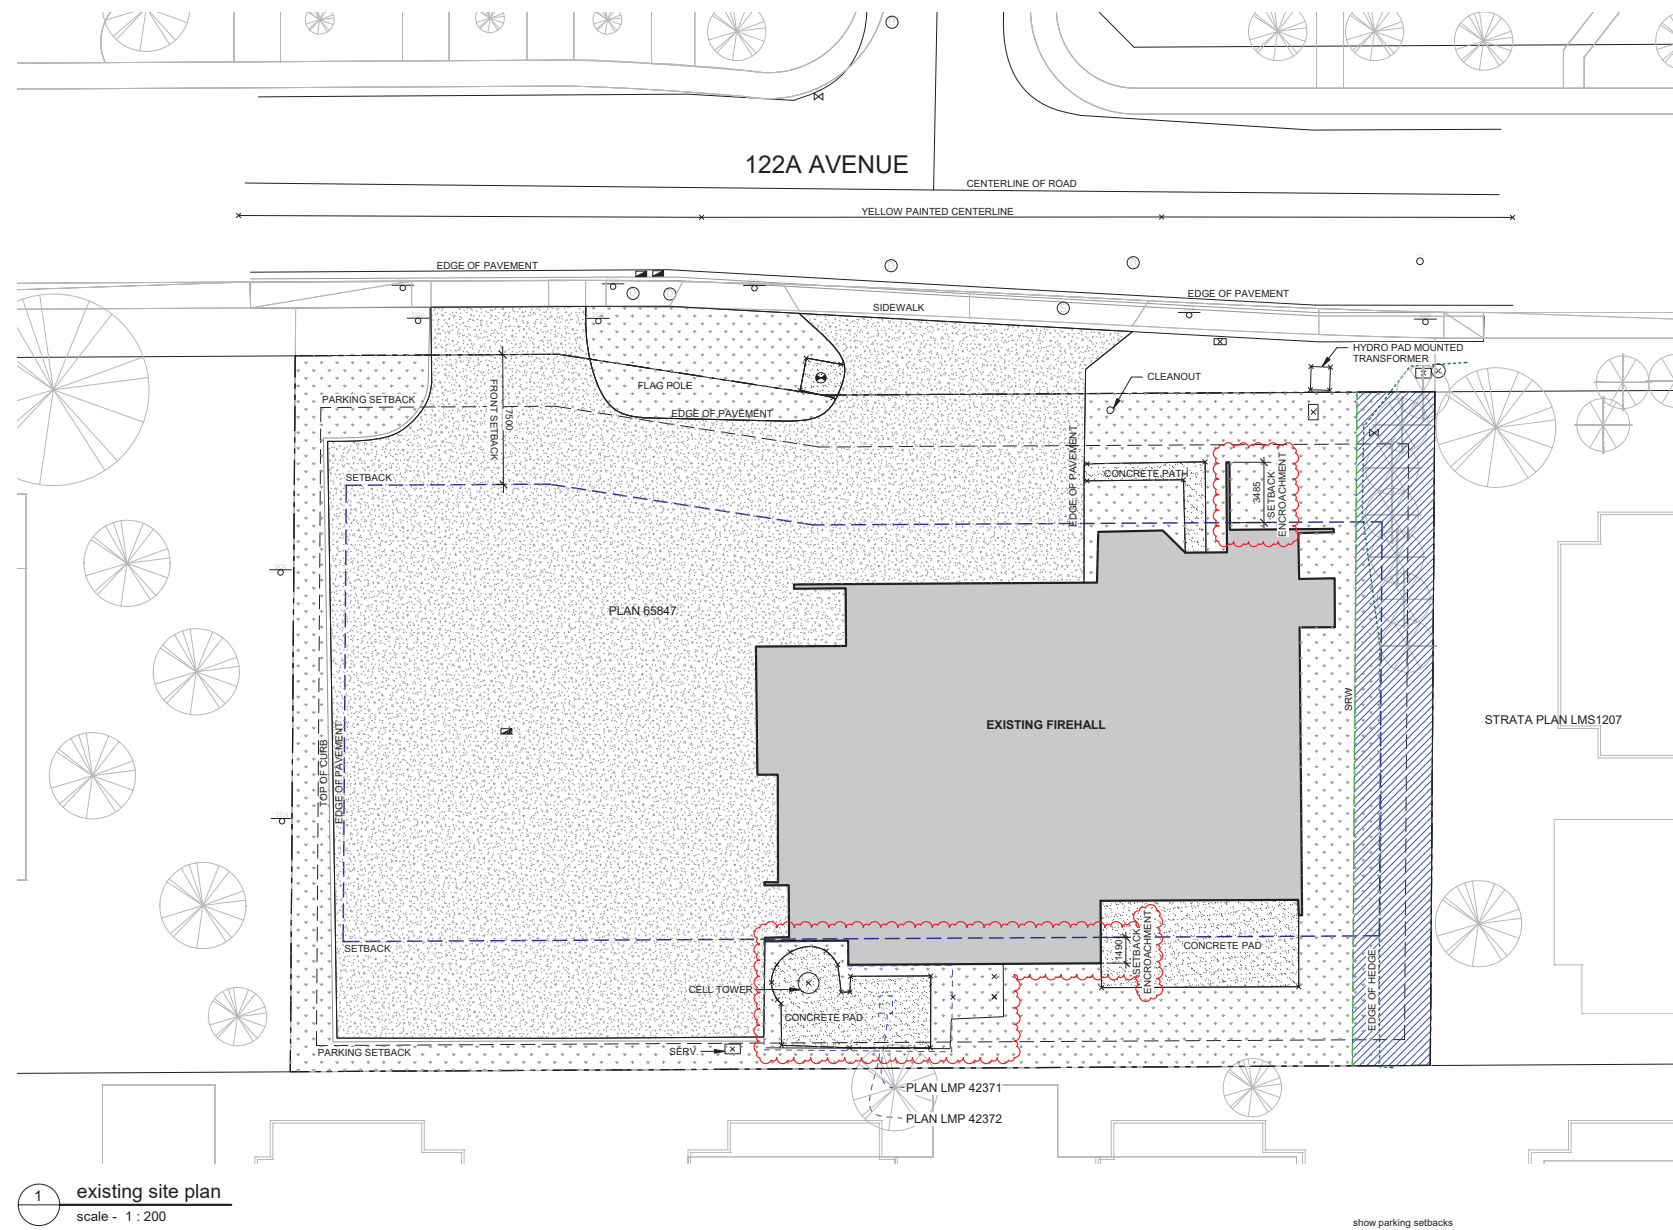 122A AVENUE
CENTERLINE OF ROAD
YELLOW PAINTED CENTERLINE
EDGE OF PAVEMENT
EDGE OF PAVEMENT
SIDEWALK
HYDRO PAD MOUNTED
TRANSFORMER
CLEANOUT
FLAG POLE
PARKING SETBACK
EDGE OF PAVEMENT
FRONT SETBACK
7500
EDGE OF PAVEMENT
CONCRETE PATH
3485
SETBACK
ENCROACHMENT
SETBACK
PLAN 65847
EXISTING FIREHALL
SRW
STRATA PLAN LMS1207
TOP OF CURB
EDGE OF PAVEMENT
SETBACK
1490
SETBACK
ENCROACHMENT
CONCRETE PAD
EDGE OF HEDGE
CELL TOWER
CONCRETE PAD
SERV.
PARKING SETBACK
PLAN LMP 42371
PLAN LMP 42372
1
existing site plan
scale - 1 : 200
show parking setbacks